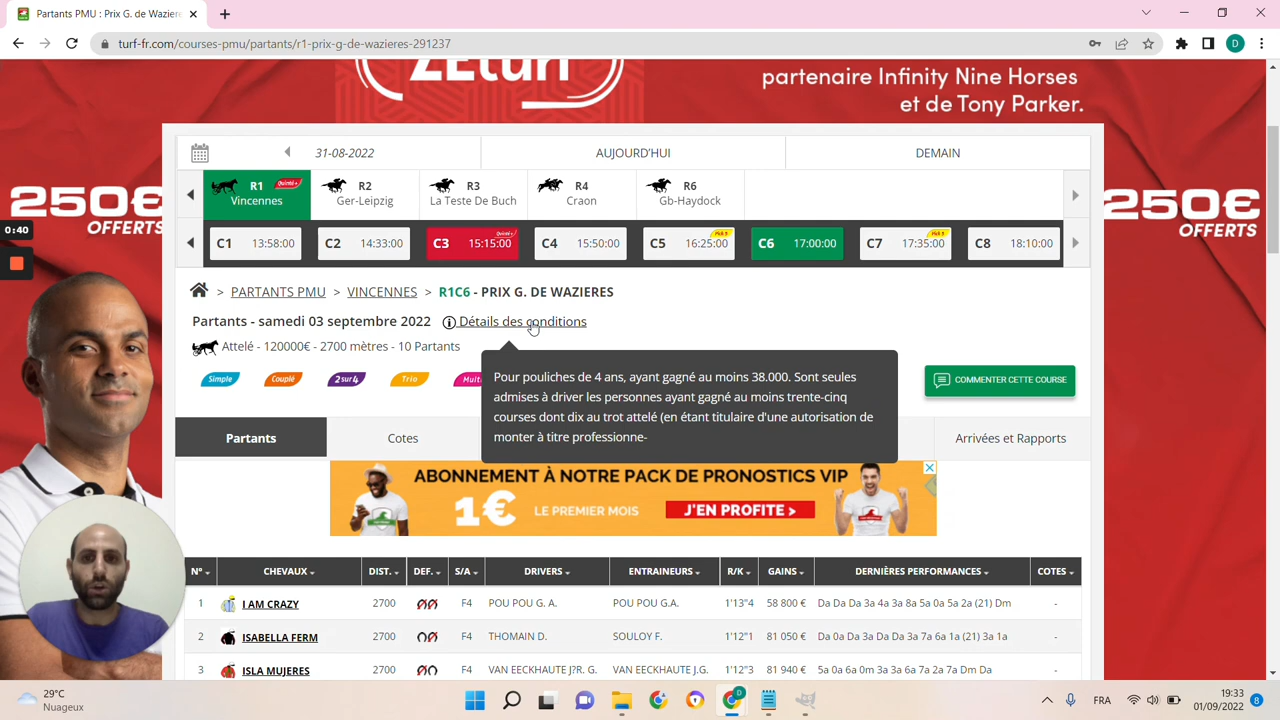 Partants PMU : Prix G. de Wazière
turf-fr.com/courses-pmu/partants/r1-prix-g-de-wazieres-291237
D
ZEturf
partenaire Infinity Nine Horses
et de Tony Parker.
250€
OFFERTS
250€
OFFERTS
0:40
31-08-2022
AUJOURD'HUI
DEMAIN
R1 Quinté+
Vincennes
R2
Ger-Leipzig
R3
La Teste De Buch
R4
Craon
R6
Gb-Haydock
C1 13:58:00
C2 14:33:00
C3 15:15:00 Quinté+
C4 15:50:00
C5 16:25:00
C6 17:00:00
C7 17:35:00
C8 18:10:00
> PARTANTS PMU > VINCENNES > R1C6 - PRIX G. DE WAZIERES
Partants - samedi 03 septembre 2022 Détails des conditions
Attelé - 120000€ - 2700 mètres - 10 Partants
Simple Couplé 2sur4 Trio Mult
Pour pouliches de 4 ans, ayant gagné au moins 38.000. Sont seules
admises à driver les personnes ayant gagné au moins trente-cinq
courses dont dix au trot attelé (en étant titulaire d'une autorisation de
monter à titre professionne-
COMMENTER CETTE COURSE
Partants
Cotes
Arrivées et Rapports
ABONNEMENT À NOTRE PACK DE PRONOSTICS VIP
1€ LE PREMIER MOIS J'EN PROFITE >
N° CHEVAUX DIST. DEF. S/A DRIVERS ENTRAINEURS R/K GAINS DERNIÈRES PERFORMANCES COTES
1 I AM CRAZY 2700 F4 POU POU G. A. POU POU G.A. 1'13"4 58 800 € Da Da Da 3a 4a 3a 8a 5a 0a 5a 2a (21) Dm -
2 ISABELLA FERM 2700 F4 THOMAIN D. SOULOY F. 1'12"1 81 050 € Da 0a Da 3a Da Da 3a 7a 6a 1a (21) 3a 1a -
3 ISLA MUJERES 2700 F4 VAN EECKHAUTE J?R. G. VAN EECKHAUTE J.G. 1'12"3 81 940 € 5a 0a 6a 0m 3a 3a 6a 7a 2a 7a Dm Da -
29°C
Nuageux
FRA
19:33
01/09/2022
8